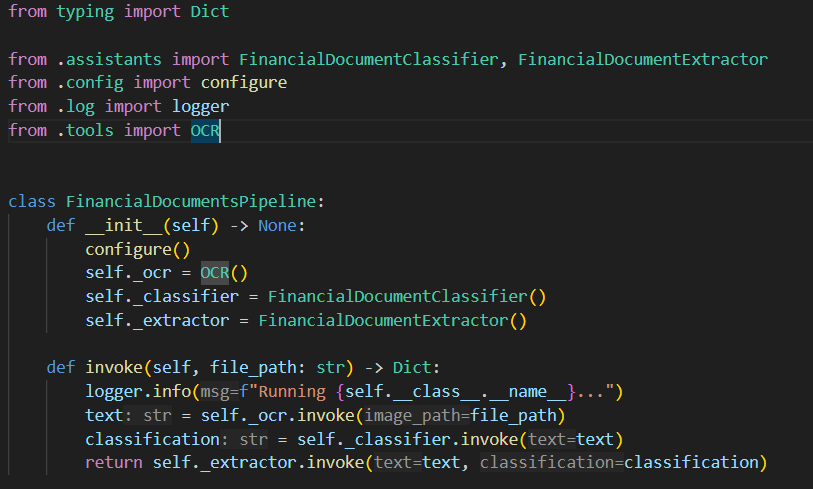 from typing import Dict

from .assistants import FinancialDocumentClassifier, FinancialDocumentExtractor
from .config import configure
from .log import logger
from .tools import OCR


class FinancialDocumentsPipeline:
    def __init__(self) -> None:
        configure()
        self._ocr = OCR()
        self._classifier = FinancialDocumentClassifier()
        self._extractor = FinancialDocumentExtractor()

    def invoke(self, file_path: str) -> Dict:
        logger.info(msg=f"Running {self.__class__.__name__}...")
        text: str = self._ocr.invoke(image_path=file_path)
        classification: str = self._classifier.invoke(text=text)
        return self._extractor.invoke(text=text, classification=classification)